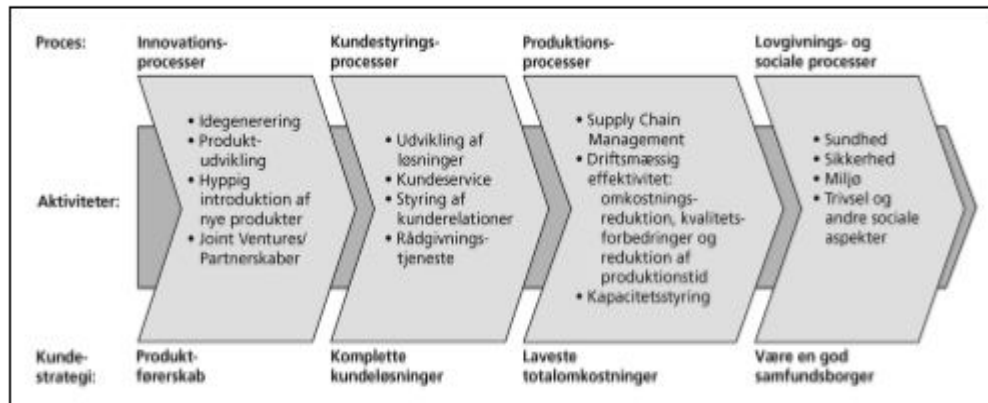 Proces:
Innovations-
processer
Kundestyrings-
processer
Produktions-
processer
Lovgivnings- og
sociale processer
Aktiviteter:
• Idegenerering
• Produkt-
udvikling
• Hyppig
introduktion af
nye produkter
• Joint Ventures/
Partnerskaber
• Udvikling af
løsninger
• Kundeservice
• Styring af
kunderelationer
• Rådgivnings-
tjeneste
• Supply Chain
Management
• Driftsmæssig
effektivitet:
omkostnings-
reduktion, kvalitets-
forbedringer og
reduktion af
produktionstid
• Kapacitetsstyring
• Sundhed
• Sikkerhed
• Miljø
• Trivsel og
andre sociale
aspekter
Kunde-
strategi:
Produkt-
førerskab
Komplette
kundeløsninger
Laveste
totalomkostninger
Være en god
samfundsborger